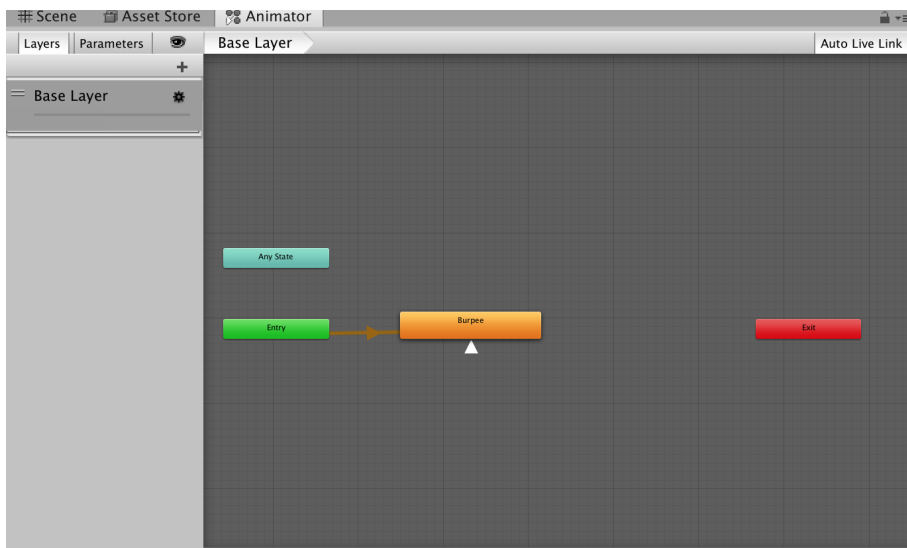 Scene Asset Store Animator
Layers Parameters Base Layer Auto Live Link
+
Base Layer
Any State
Entry
Burpee
Exit